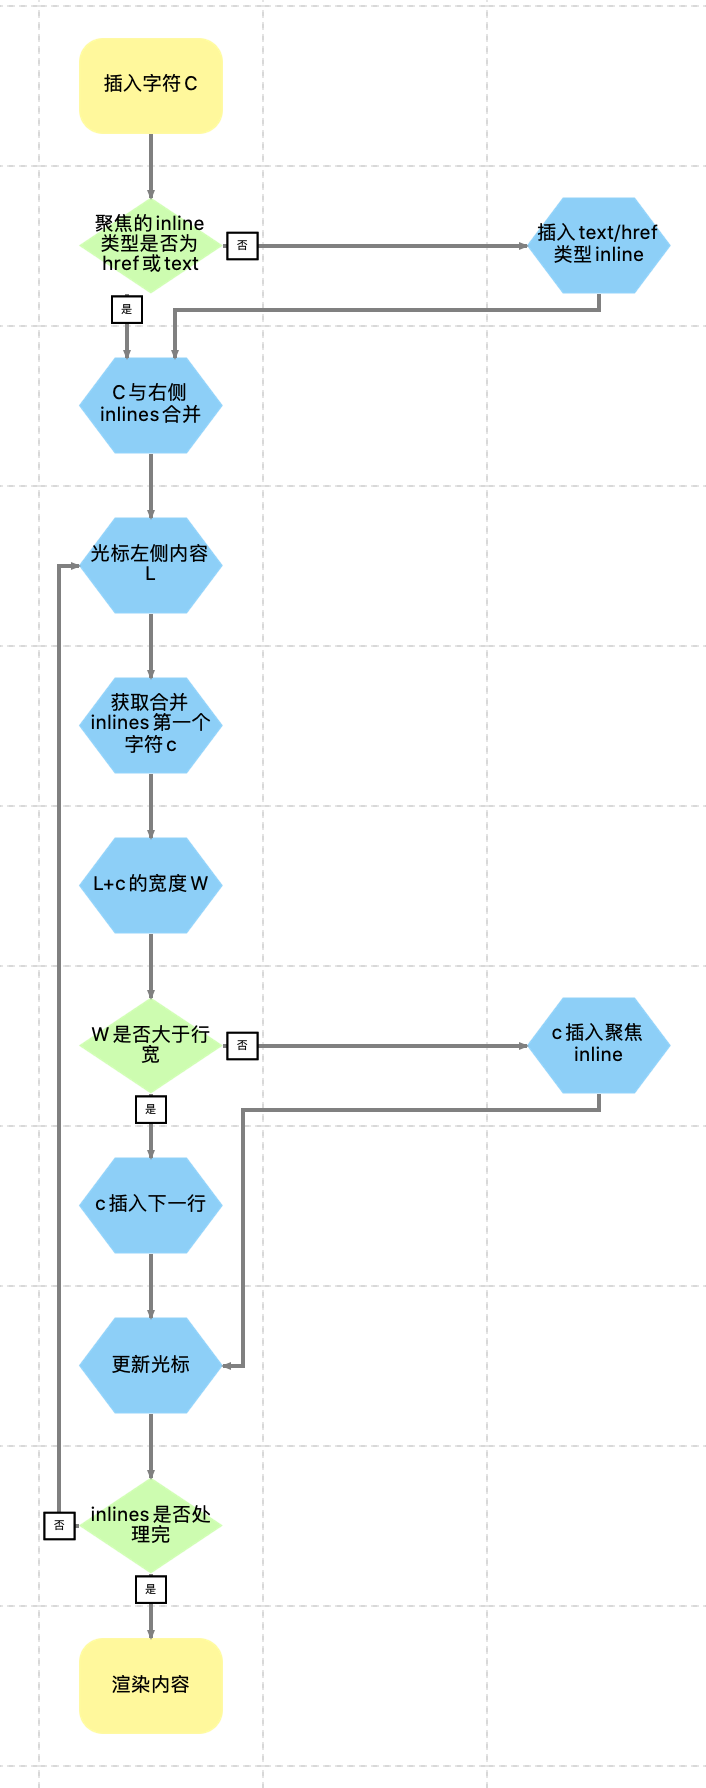 插入字符 C
聚焦的 inline
类型是否为
href 或 text
否
插入 text/href
类型 inline
是
C 与右侧
inlines 合并
光标左侧内容
L
获取合并
inlines 第一个
字符 c
L+c 的宽度 W
W 是否大于行
宽
否
c 插入聚焦
inline
是
c 插入下一行
更新光标
inlines 是否处
理完
否
是
渲染内容